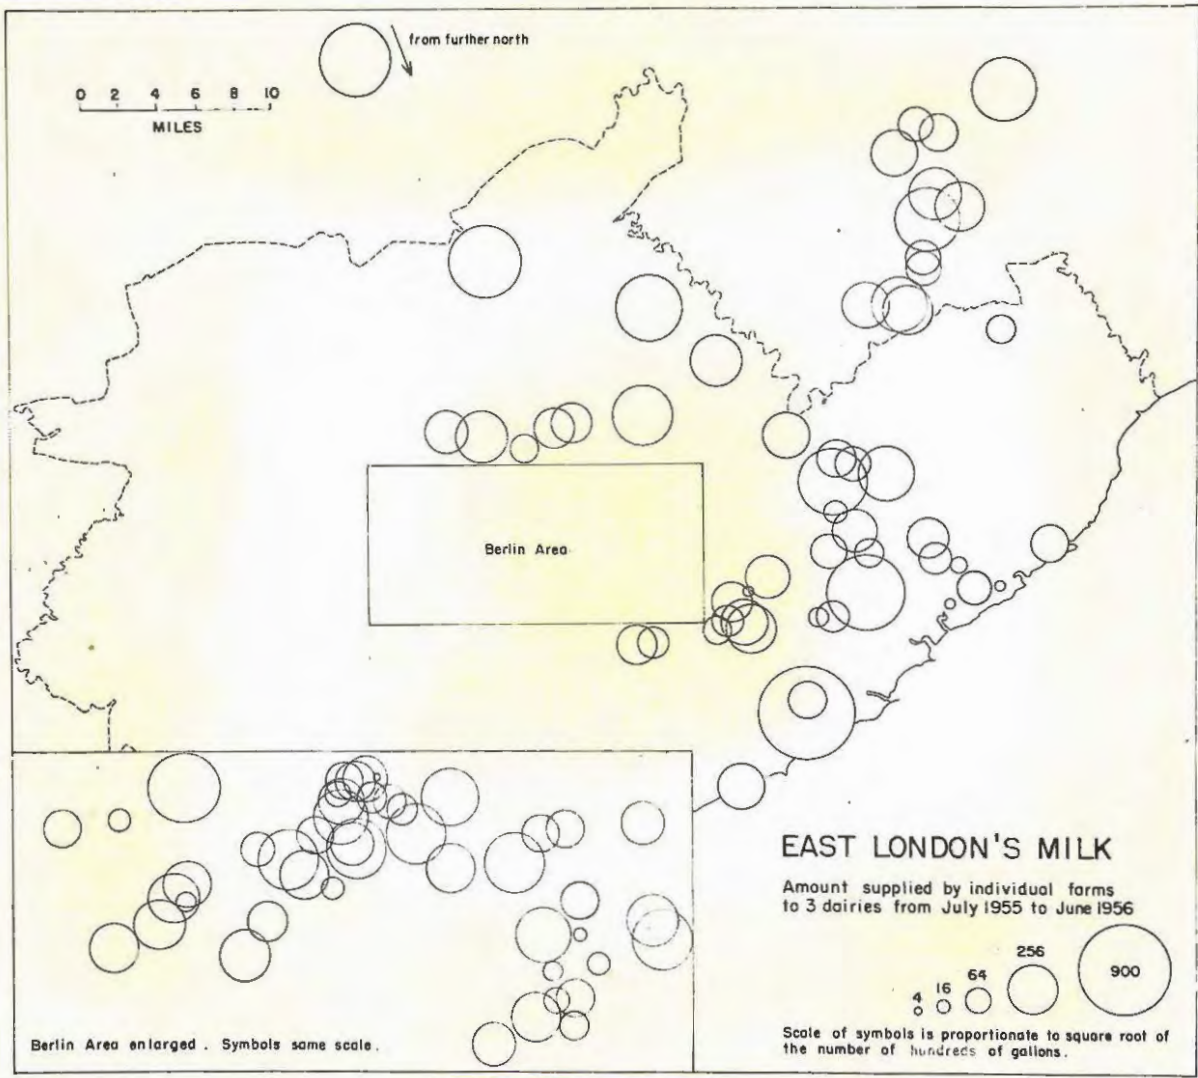 from further north
0 2 4 6 8 10
MILES
Berlin Area
EAST LONDON'S MILK
Amount supplied by individual farms
to 3 dairies from July 1955 to June 1956
4 16 64 256 900
Scale of symbols is proportionate to square root of
the number of hundreds of gallons.
Berlin Area enlarged. Symbols same scale.